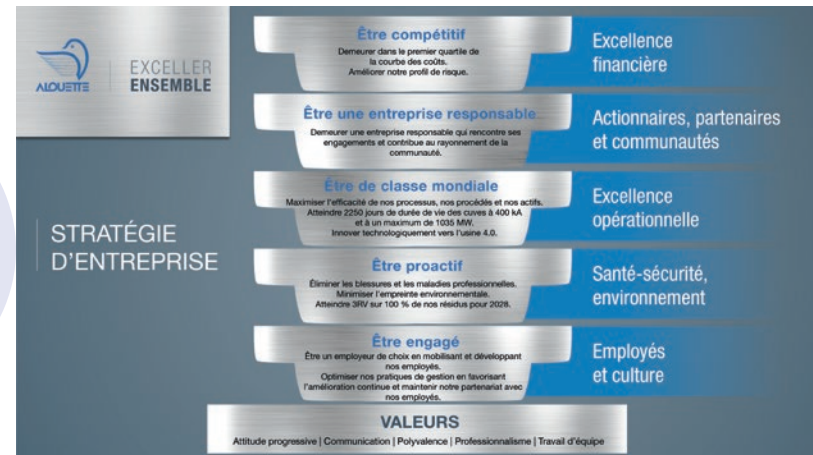 ALOUETTE
EXCELLER
ENSEMBLE
STRATÉGIE
D'ENTREPRISE
Être compétitif
Demeurer dans le premier quartile de
la courbe des coûts.
Améliorer notre profil de risque.
Excellence
financière
Être une entreprise responsable
Demeurer une entreprise responsable qui rencontre ses
engagements et contribue au rayonnement de la
communauté.
Actionnaires, partenaires
et communautés
Être de classe mondiale
Maximiser l'efficacité de nos processus, nos procédés et nos actifs.
Atteindre 2250 jours de durée de vie des cuves à 400 kA
et à un maximum de 1035 MW.
Innover technologiquement vers l'usine 4.0.
Excellence
opérationnelle
Être proactif
Éliminer les blessures et les maladies professionnelles.
Minimiser l'empreinte environnementale.
Atteindre 3RV sur 100 % de nos résidus pour 2028.
Santé-sécurité,
environnement
Être engagé
Être un employeur de choix en mobilisant et développant
nos employés.
Optimiser nos pratiques de gestion en favorisant
l'amélioration continue et maintenir notre partenariat avec
nos employés.
Employés
et culture
VALEURS
Attitude progressive | Communication | Polyvalence | Professionnalisme | Travail d'équipe